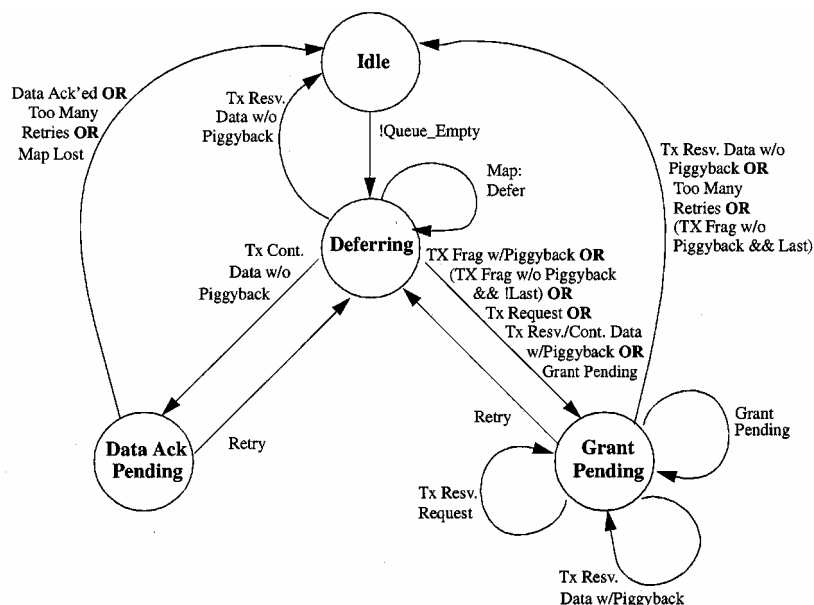 Idle
Data Ack'ed OR
Too Many
Retries OR
Map Lost
Tx Resv.
Data w/o
Piggyback
!Queue_Empty
Map:
Defer
Tx Resv. Data w/o
Piggyback OR
Too Many
Retries OR
(TX Frag w/o
Piggyback && Last)
Deferring
Tx Cont.
Data w/o
Piggyback
TX Frag w/Piggyback OR
(TX Frag w/o Piggyback
&& !Last) OR
Tx Request OR
Tx Resv./Cont. Data
w/Piggyback OR
Grant Pending
Data Ack
Pending
Retry
Retry
Grant
Pending
Grant
Pending
Tx Resv.
Request
Tx Resv.
Data w/Piggyback